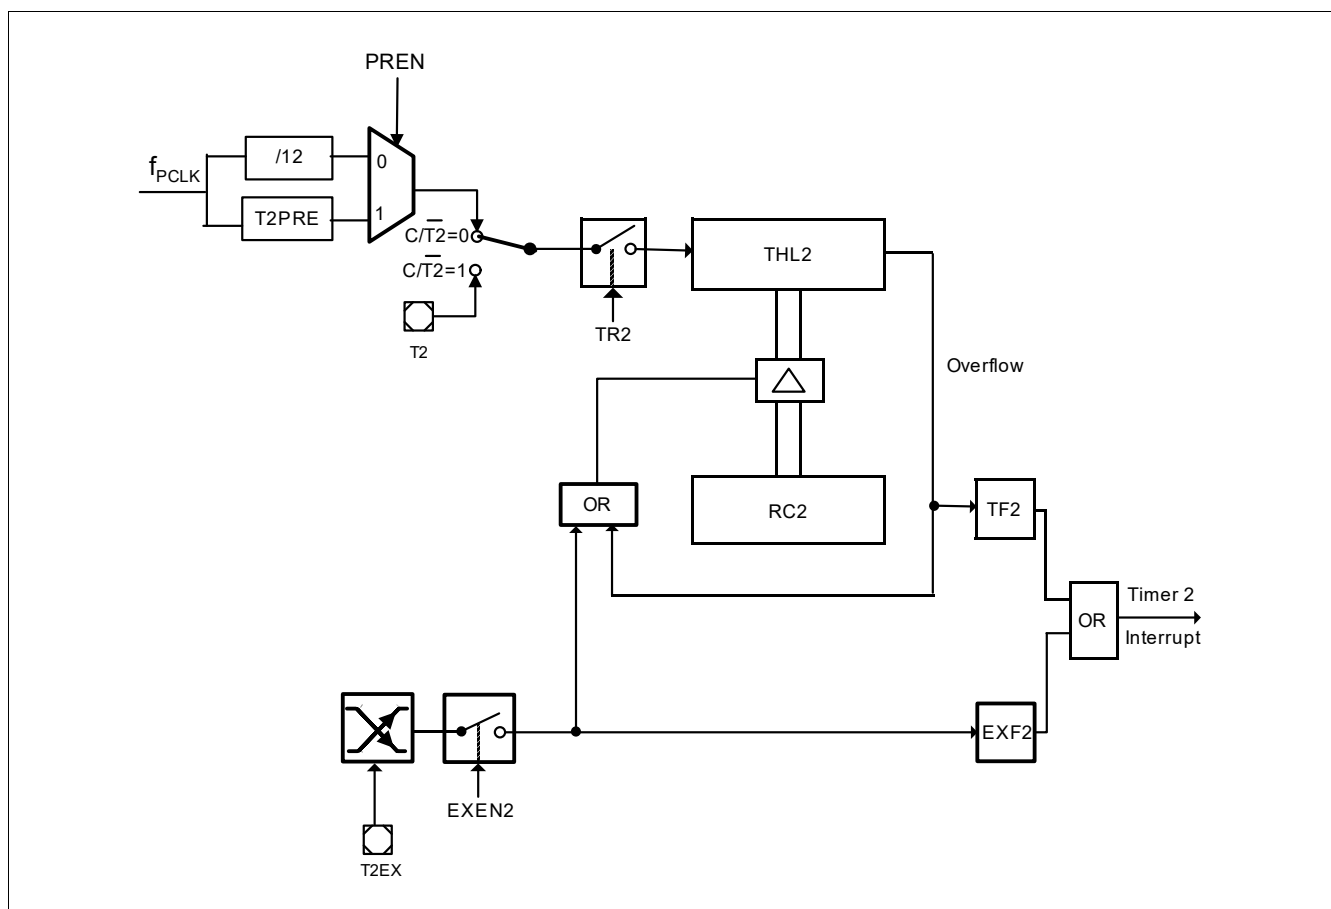 PREN
/12
0
fPCLK
T2PRE
1
C/T2=0
C/T2=1
T2
TR2
THL2
Overflow
OR
RC2
TF2
Timer 2
OR
Interrupt
EXF2
EXEN2
T2EX